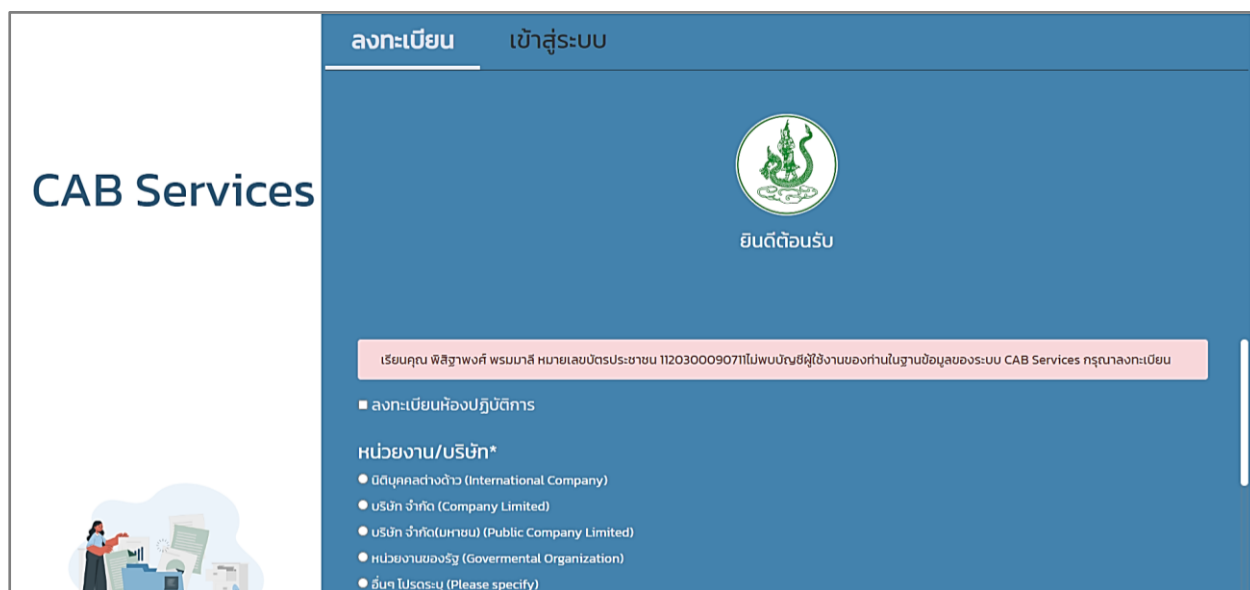 ลงทะเบียน เข้าสู่ระบบ
CAB Services
ยินดีต้อนรับ
เรียนคุณ พิสิฐาพงศ์ พรมมาลี หมายเลขบัตรประชาชน 1120300090711ไม่พบบัญชีผู้ใช้งานของท่านในฐานข้อมูลของระบบ CAB Services กรุณาลงทะเบียน
ลงทะเบียนห้องปฏิบัติการ
หน่วยงาน/บริษัท*
นิติบุคคลต่างด้าว (International Company)
บริษัท จำกัด (Company Limited)
บริษัท จำกัด(มหาชน) (Public Company Limited)
หน่วยงานของรัฐ (Govermental Organization)
อื่นๆ โปรดระบุ (Please specify)